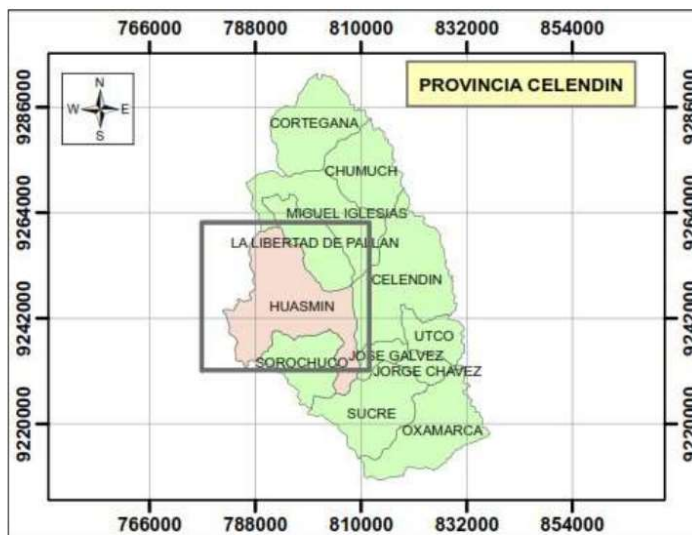 766000 788000 810000 832000 854000
PROVINCIA CELENDIN
N
W E
S
9286000 9286000
CORTEGANA
CHUMUCH
9264000 9264000
MIGUEL IGLESIAS
LA LIBERTAD DE PALLAN
CELENDIN
HUASMIN
9242000 9242000
UTCO
JOSE GALVEZ
SOROCHUCO
JORGE CHAVEZ
SUCRE
9220000 9220000
OXAMARCA
766000 788000 810000 832000 854000